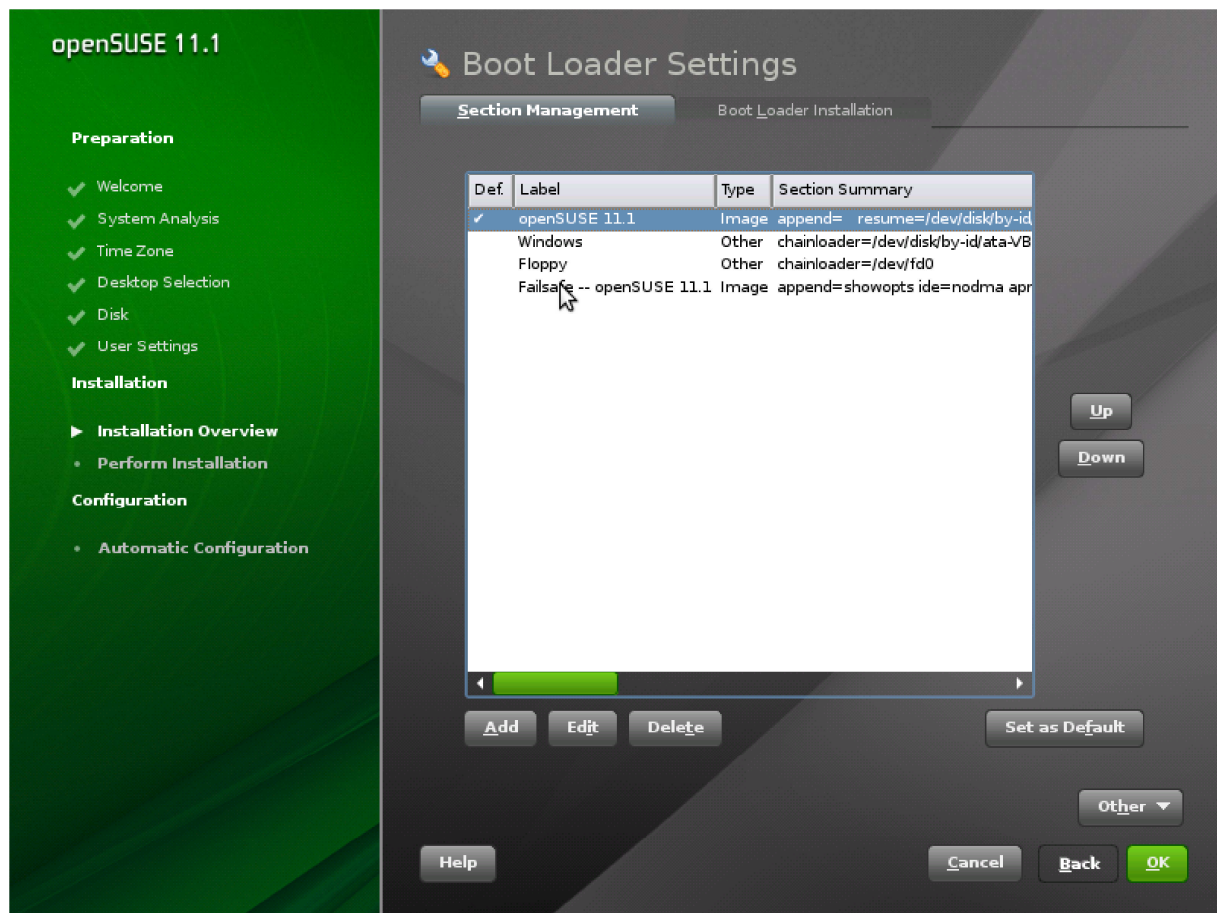 openSUSE 11.1
Preparation
Welcome
System Analysis
Time Zone
Desktop Selection
Disk
User Settings
Installation
Installation Overview
Perform Installation
Configuration
Automatic Configuration
Boot Loader Settings
Section Management
Boot Loader Installation
Def. Label Type Section Summary
openSUSE 11.1 Image append= resume=/dev/disk/by-id/
Windows Other chainloader=/dev/disk/by-id/ata-VB
Floppy Other chainloader=/dev/fd0
Failsafe -- openSUSE 11.1 Image append=showopts ide=nodma apm
Up
Down
Add Edit Delete Set as Default
Other
Help Cancel Back OK